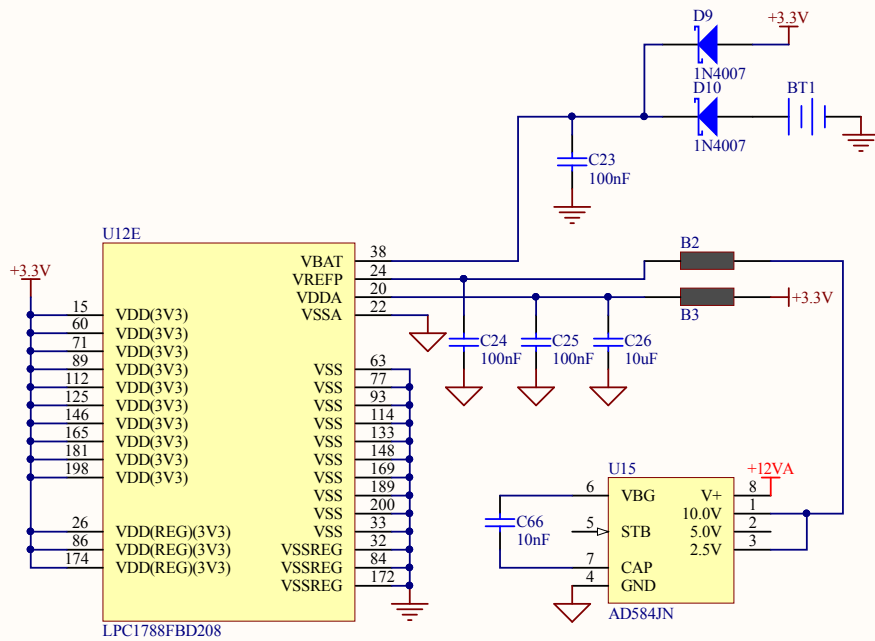 D9
+3.3V
1N4007
D10
BT1
1N4007
C23
100nF
U12E
+3.3V
38
VBAT
24
VREFP
20
VDDA
22
VSSA
B2
B3
+3.3V
C24
100nF
C25
100nF
C26
10uF
15 VDD(3V3)
60 VDD(3V3)
71 VDD(3V3)
89 VDD(3V3)
112 VDD(3V3)
125 VDD(3V3)
146 VDD(3V3)
165 VDD(3V3)
181 VDD(3V3)
198 VDD(3V3)
26 VDD(REG)(3V3)
86 VDD(REG)(3V3)
174 VDD(REG)(3V3)
VSS 63
VSS 77
VSS 93
VSS 114
VSS 133
VSS 148
VSS 169
VSS 189
VSS 200
VSS 33
VSSREG 32
VSSREG 84
VSSREG 172
LPC1788FBD208
U15
+12VA
6 VBG
V+ 8
10.0V 1
5 STB
5.0V 2
2.5V 3
7 CAP
4 GND
C66
10nF
AD584JN